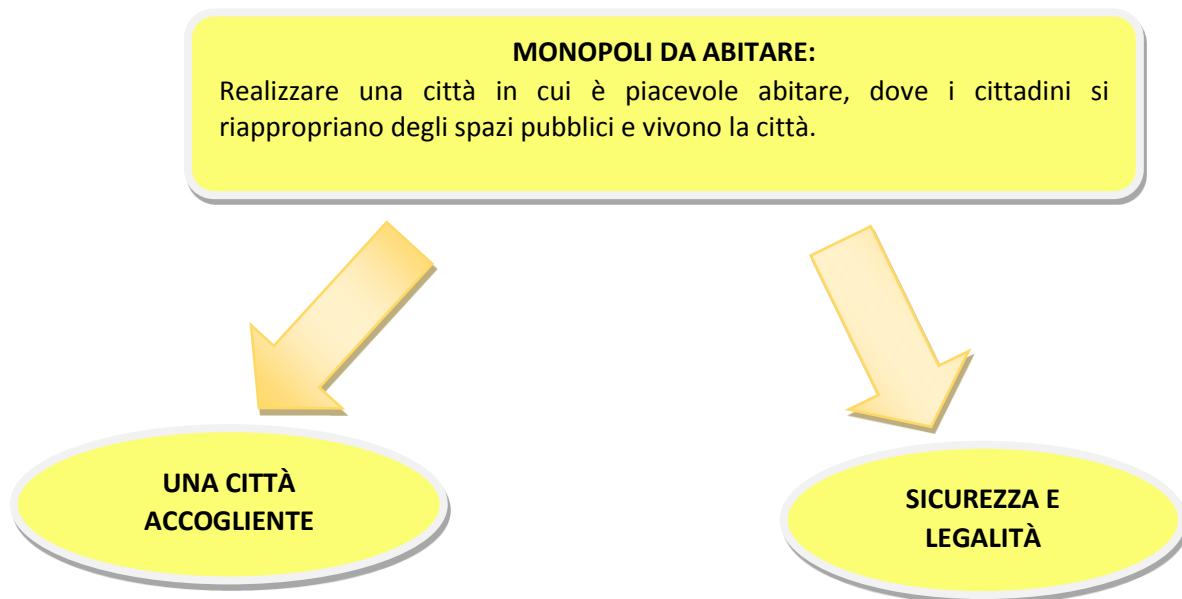 MONOPOLI DA ABITARE:
Realizzare una città in cui è piacevole abitare, dove i cittadini si
riappropriano degli spazi pubblici e vivono la città.
UNA CITTÀ
ACCOGLIENTE
SICUREZZA E
LEGALITÀ